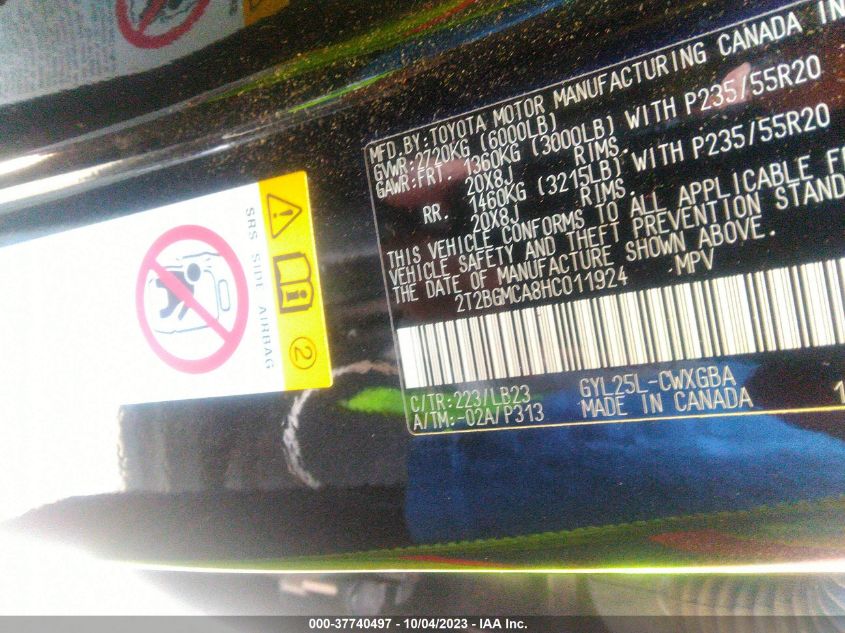 MFD.BY:TOYOTA MOTOR MANUFACTURING CANADA IN
GVWR:2720KG (6000LB)
GAWR:FRT. 1360KG (3000LB) WITH P235/55R20
20X8J RIMS.
RR. 1460KG (3215LB) WITH P235/55R20
20X8J RIMS.
THIS VEHICLE CONFORMS TO ALL APPLICABLE F
VEHICLE SAFETY AND THEFT PREVENTION STAND
THE DATE OF MANUFACTURE SHOWN ABOVE.
2T2BGMCA8HC011924 MPV
C/TR:223/LB23 GYL25L-CWXGBA
A/TM:-02A/P313 MADE IN CANADA
SRS SIDE AIRBAG
2
000-37740497 - 10/04/2023 - IAA Inc.